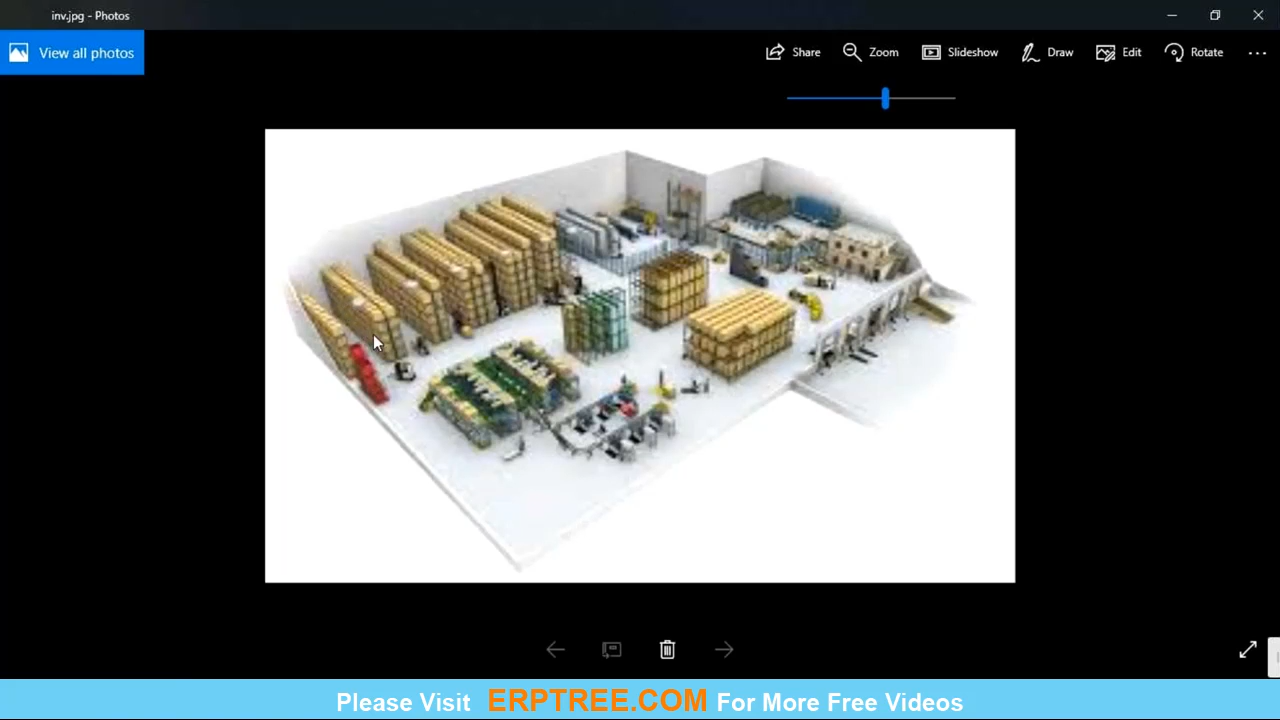 inv.jpg - Photos
View all photos
Share
Zoom
Slideshow
Draw
Edit
Rotate
Please Visit ERPTREE.COM For More Free Videos